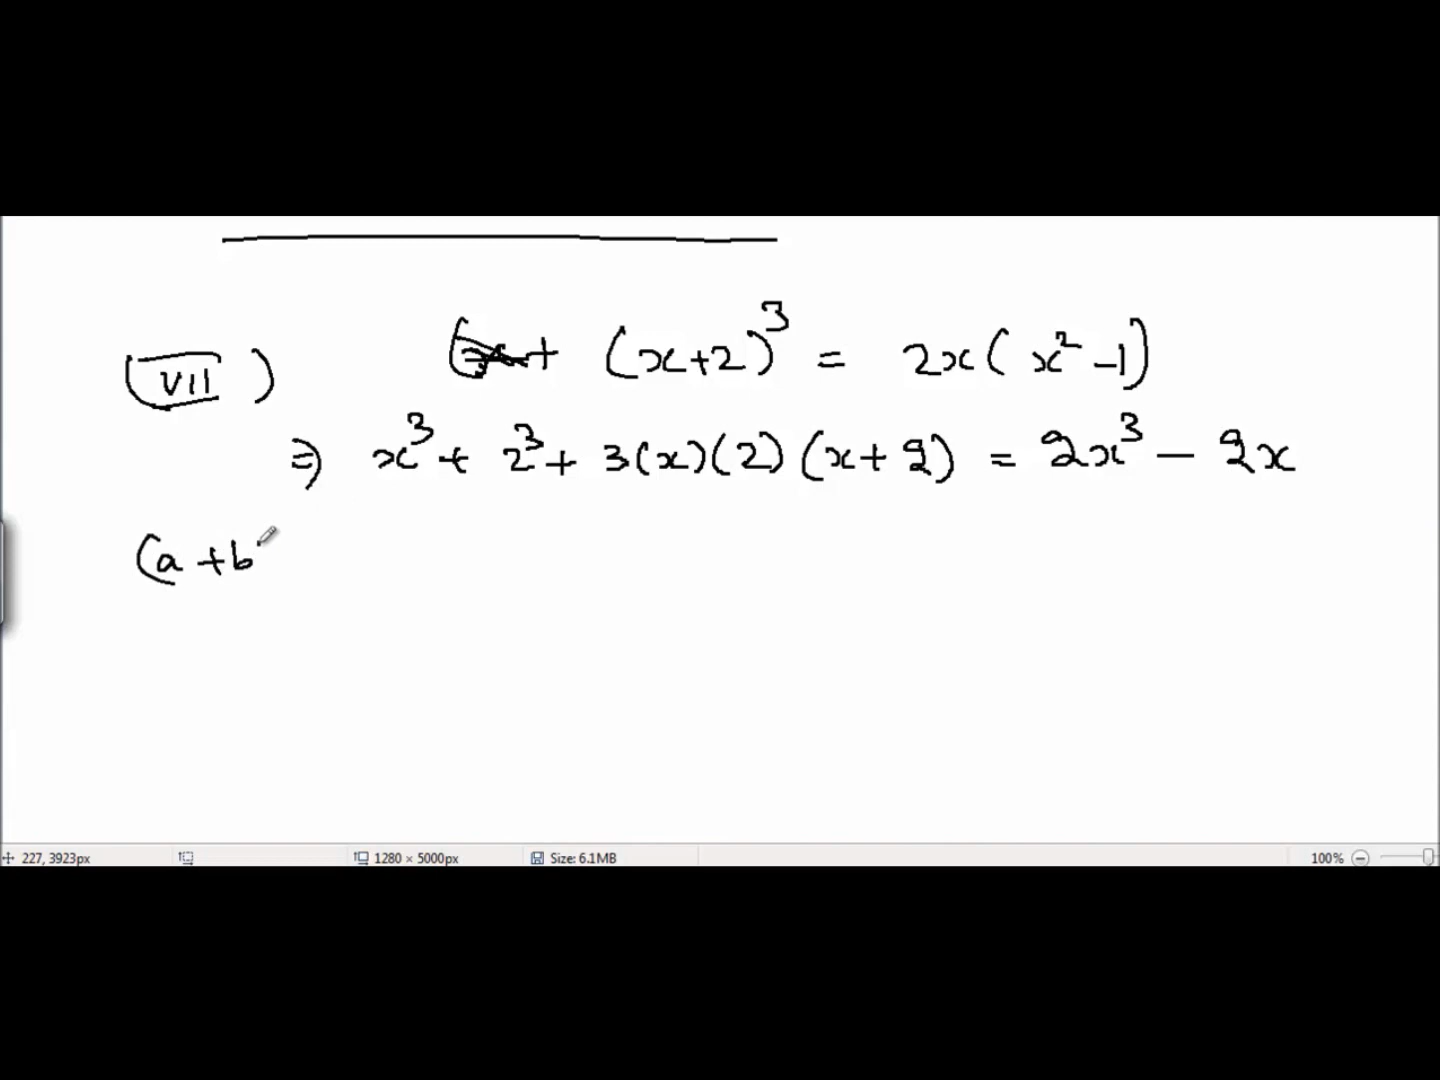 VII) + (x+2)³ = 2x(x²-1)
⇒ x³ + 2³ + 3(x)(2)(x+2) = 2x³ - 2x
(a+b
227, 3923px 1280 × 5000px Size: 6.1MB 100%